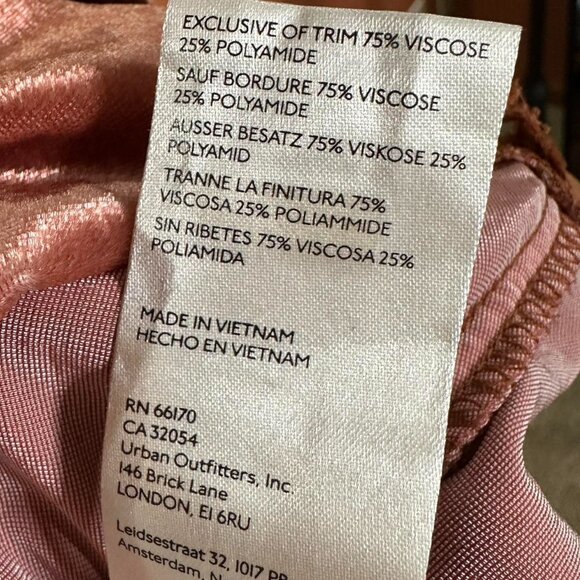 EXCLUSIVE OF TRIM 75% VISCOSE
25% POLYAMIDE
SAUF BORDURE 75% VISCOSE
25% POLYAMIDE
AUSSER BESATZ 75% VISKOSE 25%
POLYAMID
TRANNE LA FINITURA 75%
VISCOSA 25% POLIAMMIDE
SIN RIBETES 75% VISCOSA 25%
POLIAMIDA
MADE IN VIETNAM
HECHO EN VIETNAM
RN 66170
CA 32054
Urban Outfitters, Inc.
146 Brick Lane
LONDON, E1 6RU
Leidsestraat 32, 1017 PB
Amsterdam,